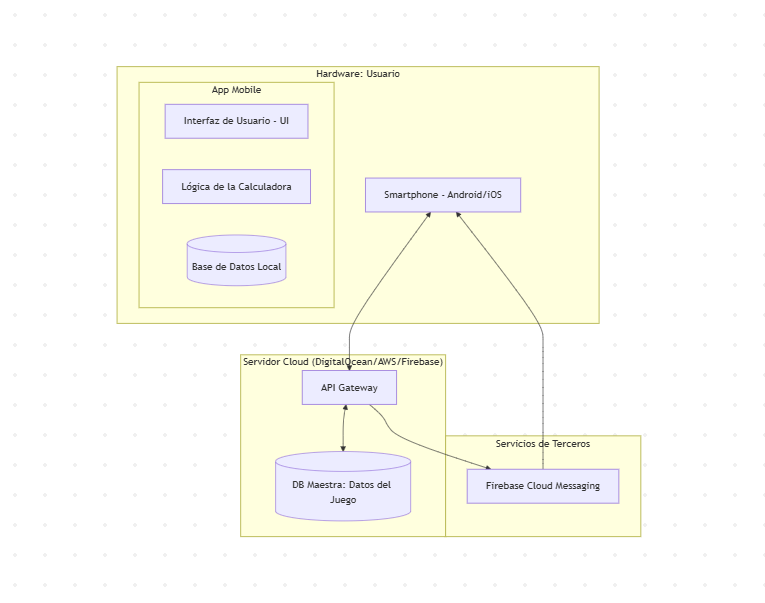 Hardware: Usuario
App Mobile
Interfaz de Usuario - UI
Lógica de la Calculadora
Smartphone - Android/iOS
Base de Datos Local
Servidor Cloud (DigitalOcean/AWS/Firebase)
API Gateway
Servicios de Terceros
DB Maestra: Datos del
Juego
Firebase Cloud Messaging